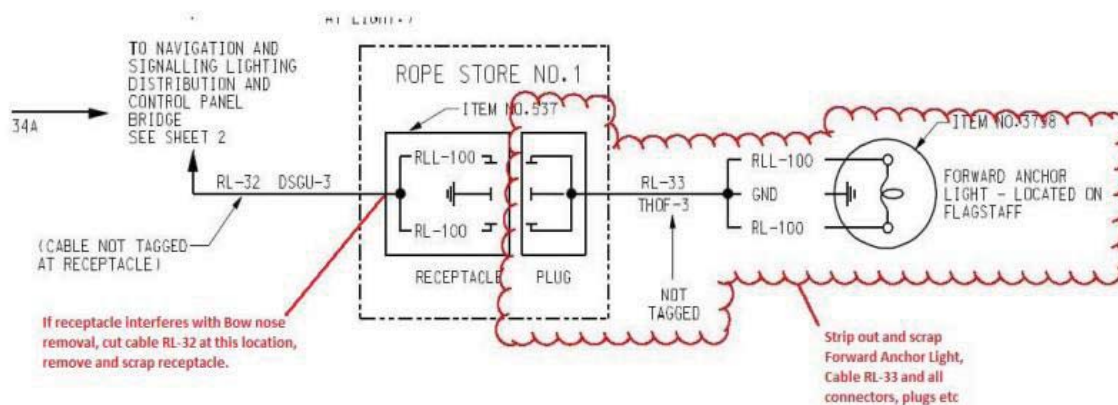 AT LIGHT.)
TO NAVIGATION AND
SIGNALLING LIGHTING
DISTRIBUTION AND
CONTROL PANEL
BRIDGE
SEE SHEET 2
34A
ROPE STORE NO.1
ITEM NO.537
ITEM NO.3798
RLL-100
RL-100
RECEPTACLE
PLUG
RL-32 DSGU-3
(CABLE NOT TAGGED
AT RECEPTACLE)
RL-33
THOF-3
NOT
TAGGED
RLL-100
GND
RL-100
FORWARD ANCHOR
LIGHT - LOCATED ON
FLAGSTAFF
If receptacle interferes with Bow nose
removal, cut cable RL-32 at this location,
remove and scrap receptacle.
Strip out and scrap
Forward Anchor Light,
Cable RL-33 and all
connectors, plugs etc